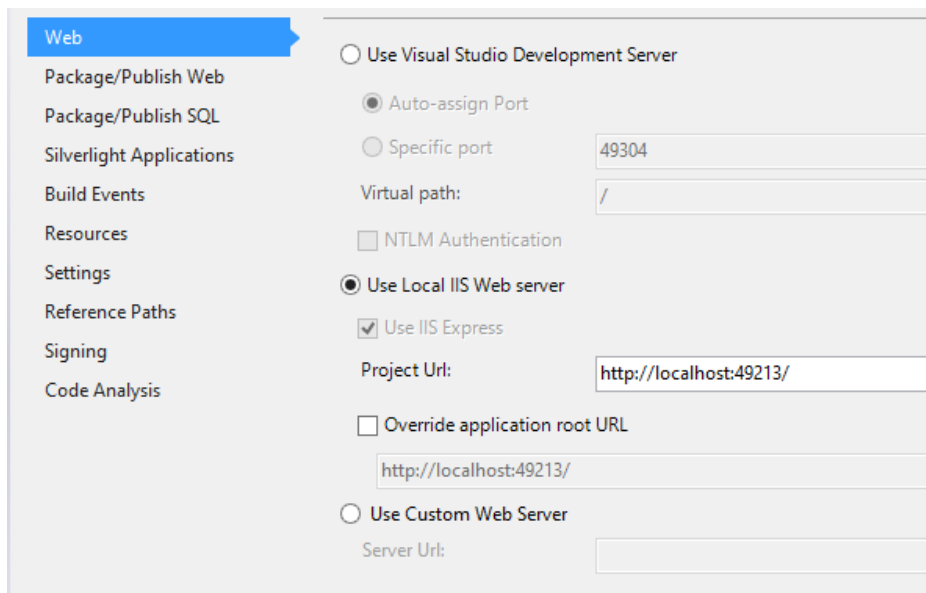 Web
Package/Publish Web
Package/Publish SQL
Silverlight Applications
Build Events
Resources
Settings
Reference Paths
Signing
Code Analysis
Use Visual Studio Development Server
Auto-assign Port
Specific port 49304
Virtual path: /
NTLM Authentication
Use Local IIS Web server
Use IIS Express
Project Url: http://localhost:49213/
Override application root URL
http://localhost:49213/
Use Custom Web Server
Server Url: